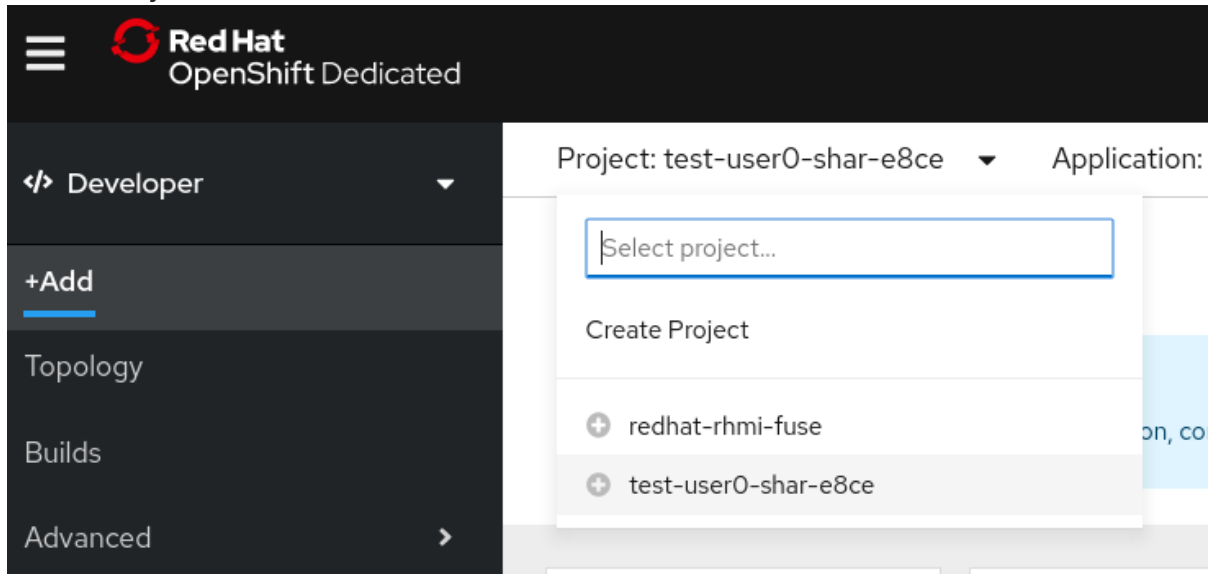 Red Hat
OpenShift Dedicated
</> Developer
+Add
Topology
Builds
Advanced
Project: test-user0-shar-e8ce
Application:
Select project...
Create Project
redhat-rhmi-fuse
test-user0-shar-e8ce
on, co